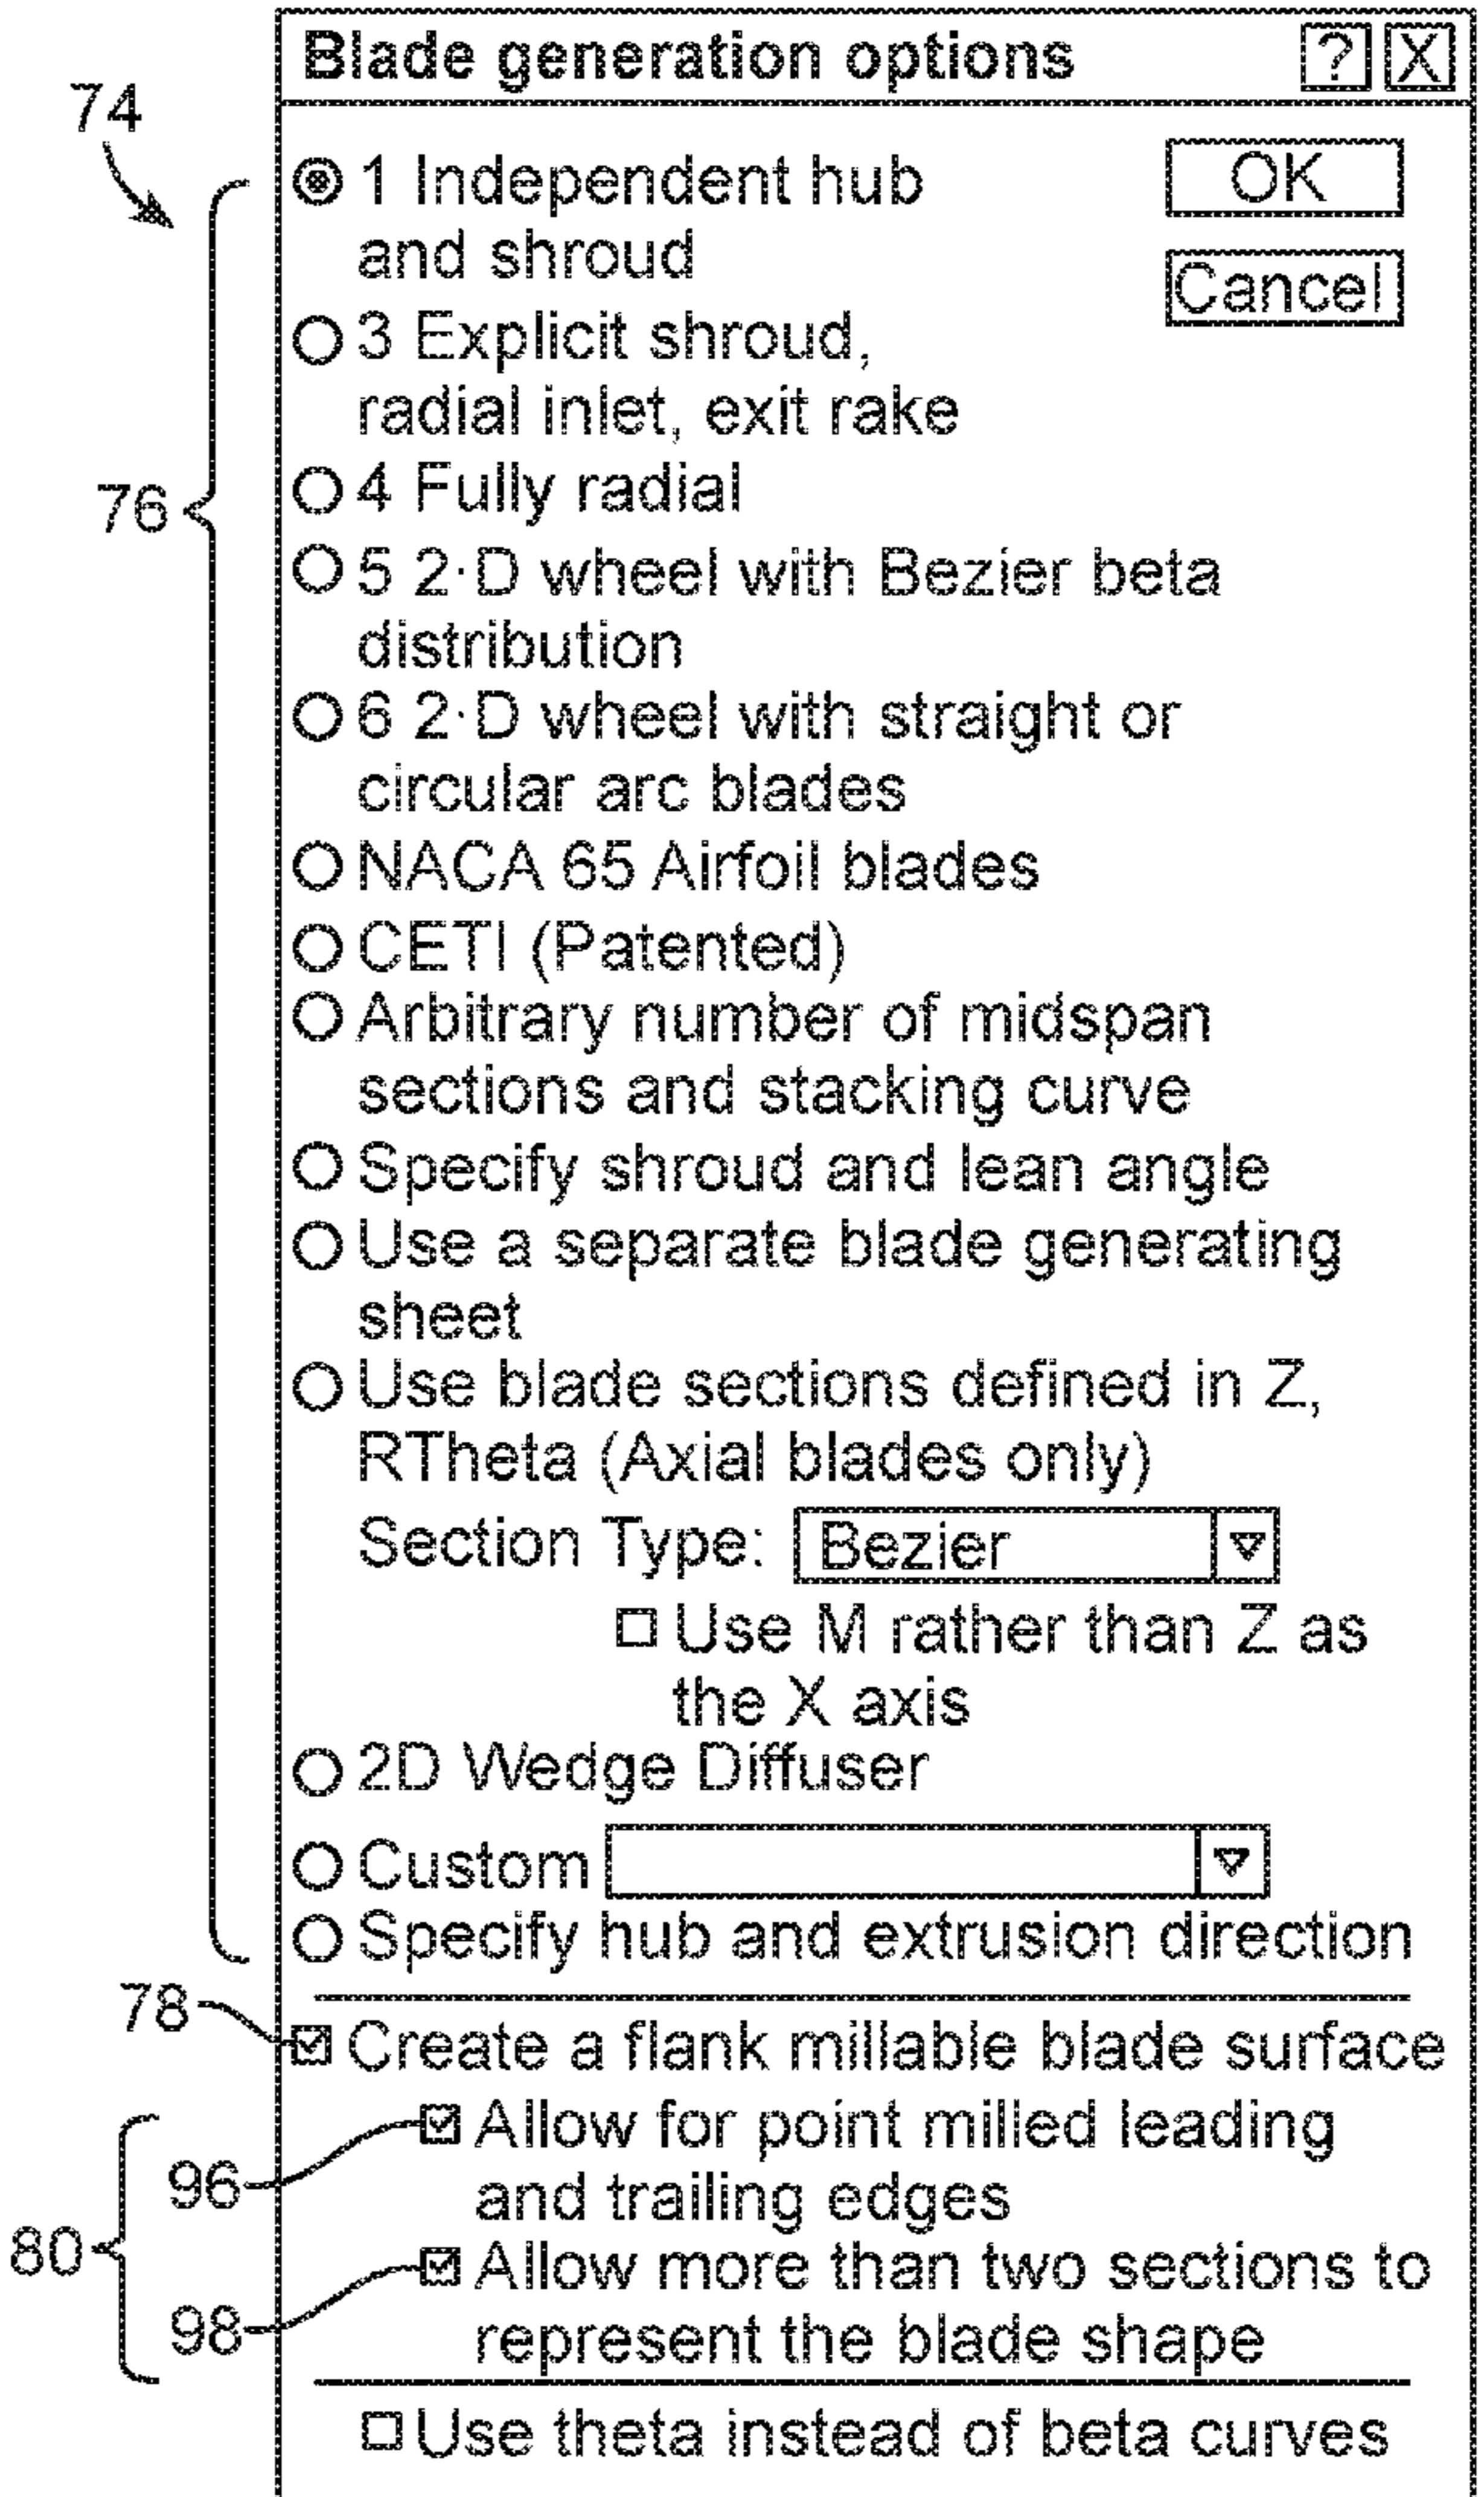 Blade generation options ? X
74
1 Independent hub
and shroud
OK
Cancel
3 Explicit shroud,
radial inlet, exit rake
76
4 Fully radial
5 2·D wheel with Bezier beta
distribution
6 2·D wheel with straight or
circular arc blades
NACA 65 Airfoil blades
CETI (Patented)
Arbitrary number of midspan
sections and stacking curve
Specify shroud and lean angle
Use a separate blade generating
sheet
Use blade sections defined in Z,
RTheta (Axial blades only)
Section Type: Bezier
Use M rather than Z as
the X axis
2D Wedge Diffuser
Custom
Specify hub and extrusion direction
78
Create a flank millable blade surface
80
96
Allow for point milled leading
and trailing edges
98
Allow more than two sections to
represent the blade shape
Use theta instead of beta curves